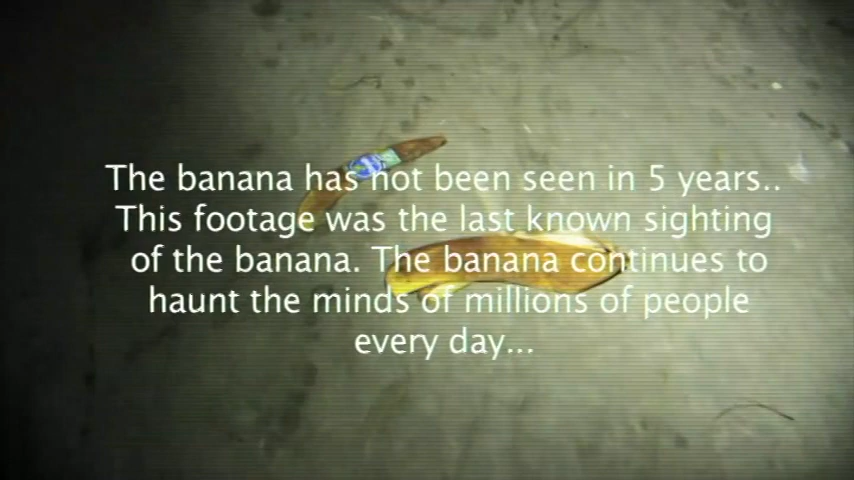 The banana has not been seen in 5 years..
This footage was the last known sighting
of the banana. The banana continues to
haunt the minds of millions of people
every day...